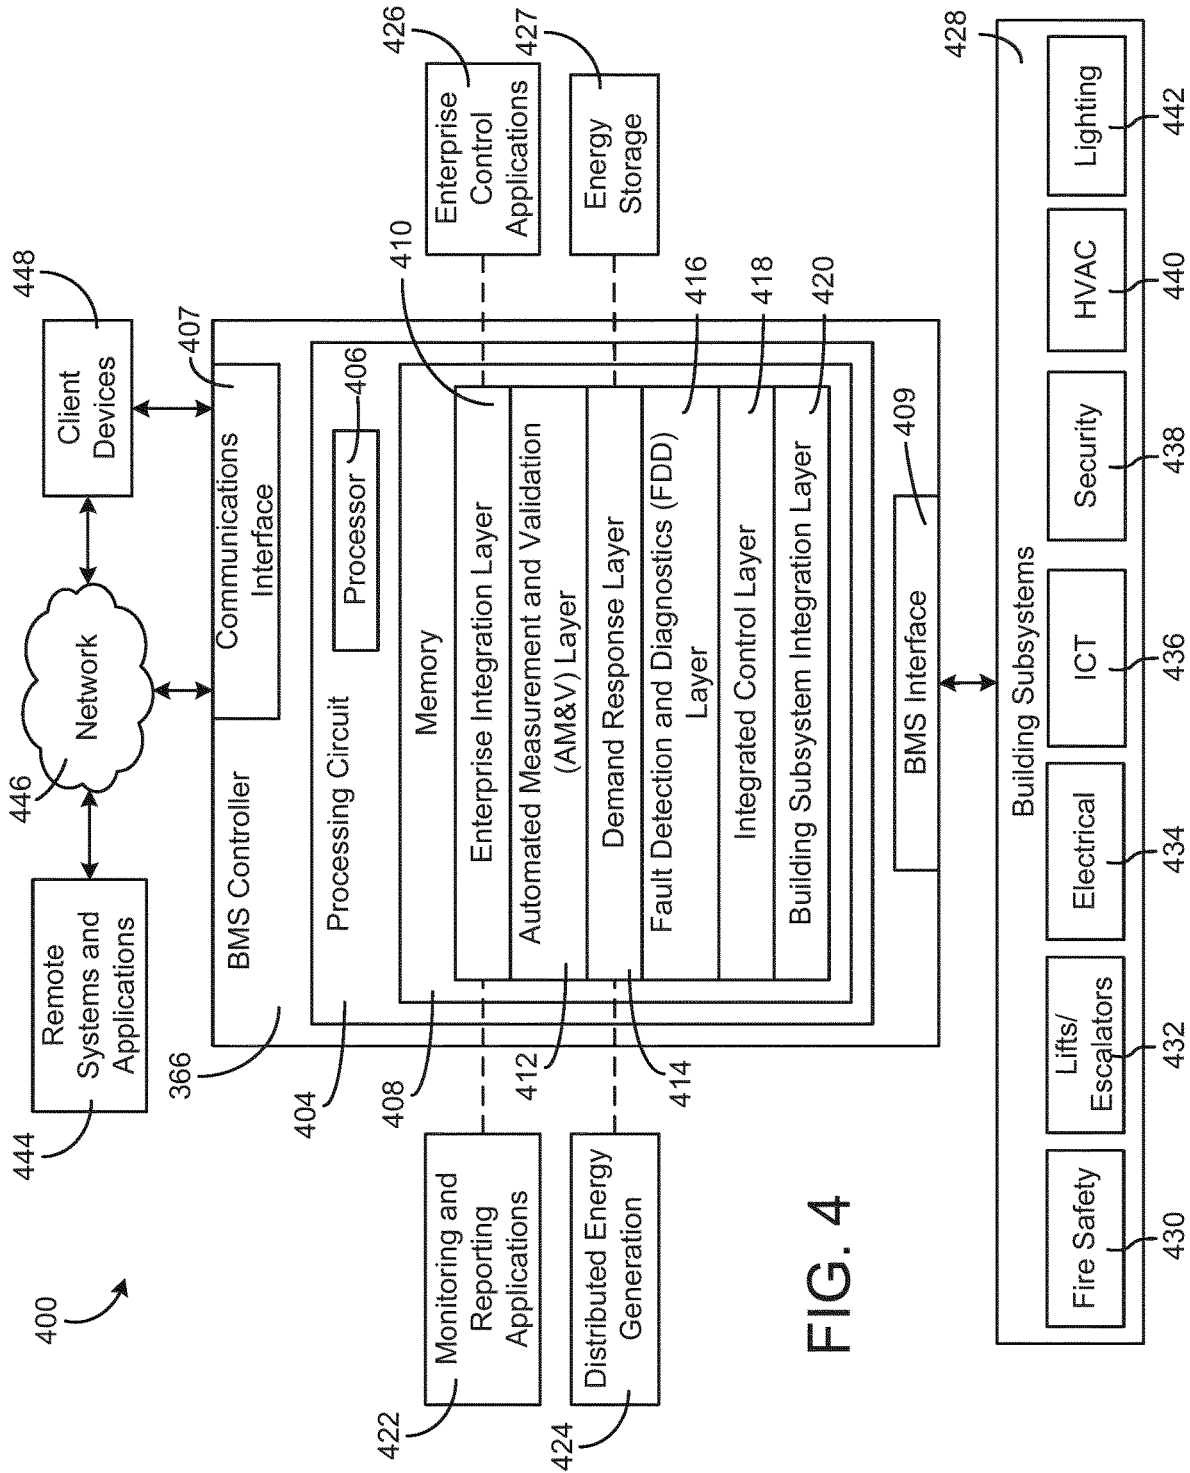 400
444
Remote
Systems and
Applications
446
Network
Client
Devices
448
366
BMS Controller
Communications
Interface
407
404
Processing Circuit
Processor
406
408
Memory
410
Enterprise Integration Layer
Automated Measurement and Validation
(AM&V) Layer
412
Demand Response Layer
414
Fault Detection and Diagnostics (FDD)
Layer
416
Integrated Control Layer
418
Building Subsystem Integration Layer
420
422
Monitoring and
Reporting
Applications
424
Distributed Energy
Generation
426
Enterprise
Control
Applications
427
Energy
Storage
BMS Interface
409
FIG. 4
428
Building Subsystems
Fire Safety
Lifts/
Escalators
Electrical
ICT
Security
HVAC
Lighting
430
432
434
436
438
440
442